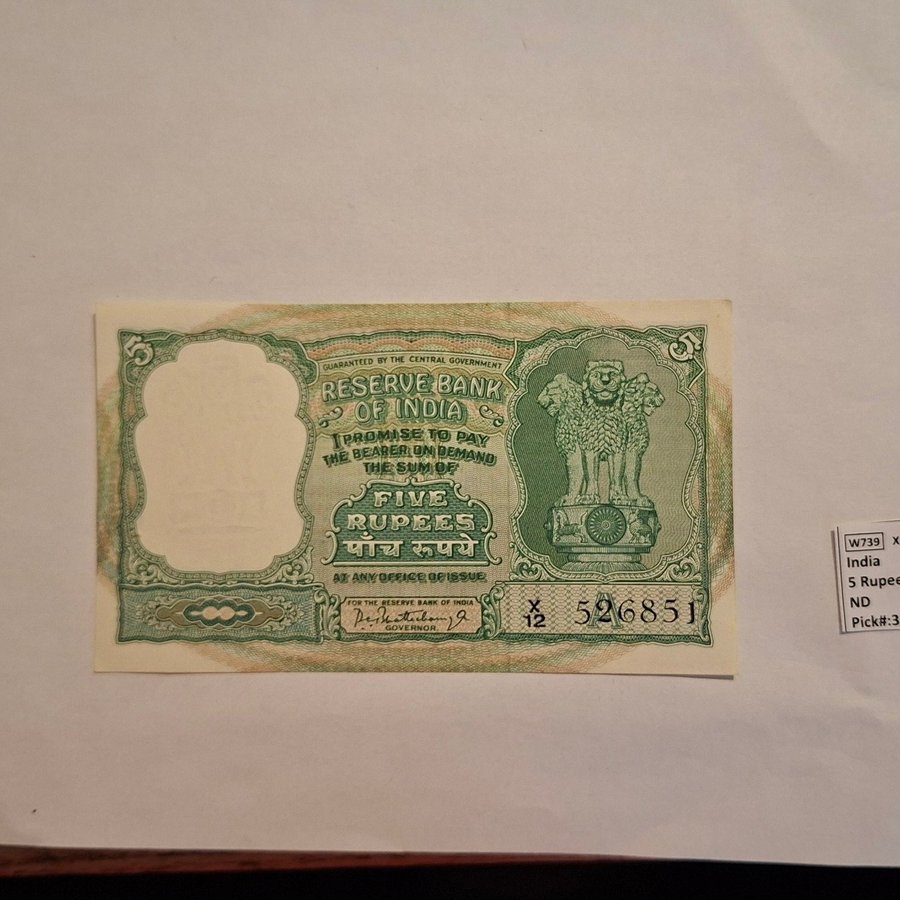 5
5
GUARANTEED BY THE CENTRAL GOVERNMENT
RESERVE BANK
OF INDIA
I PROMISE TO PAY
THE BEARER ON DEMAND
THE SUM OF
FIVE
RUPEES
पाँच रूपये
AT ANY OFFICE OF ISSUE
FOR THE RESERVE BANK OF INDIA
GOVERNOR
X
12
526851
W739 x
India
5 Rupee
ND
Pick#:3